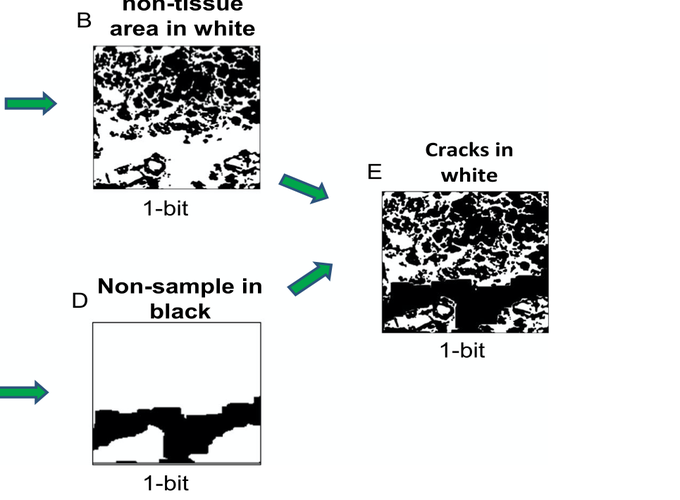 non-tissue
B
area in white
1-bit
Cracks in
E
white
1-bit
Non-sample in
D
black
1-bit